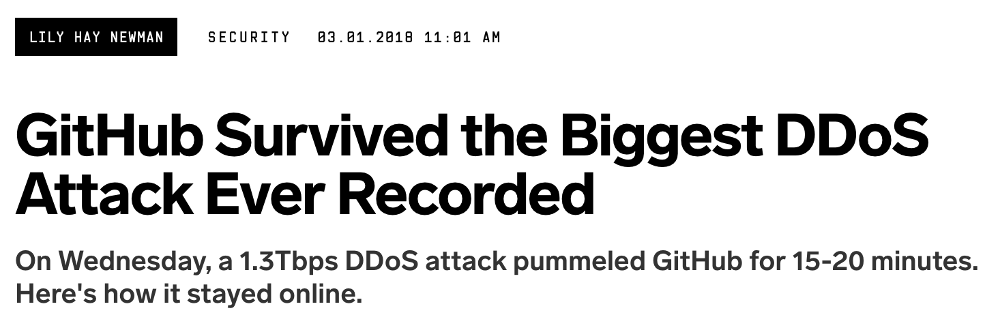 LILY HAY NEWMAN SECURITY 03.01.2018 11:01 AM
GitHub Survived the Biggest DDoS
Attack Ever Recorded
On Wednesday, a 1.3Tbps DDoS attack pummeled GitHub for 15-20 minutes.
Here's how it stayed online.